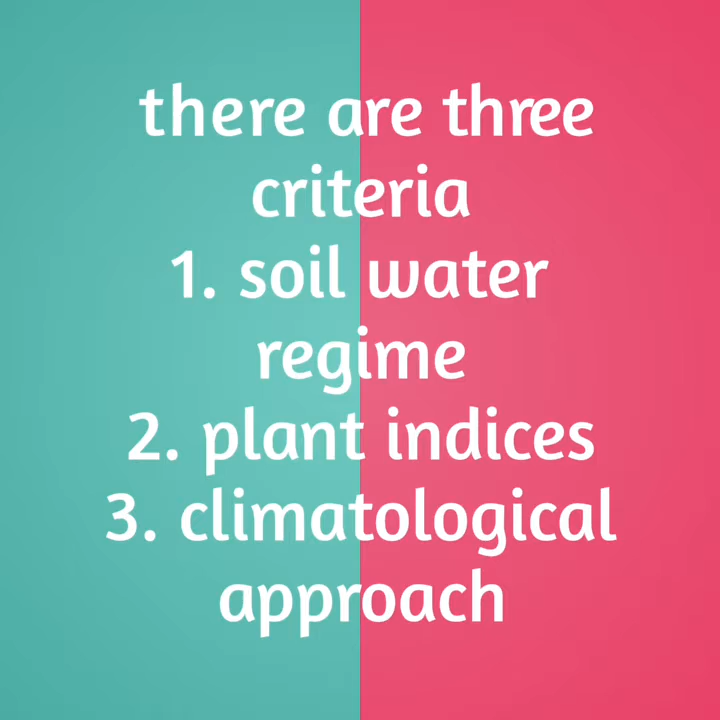 there are three
criteria
1. soil water
regime
2. plant indices
3. climatological
approach